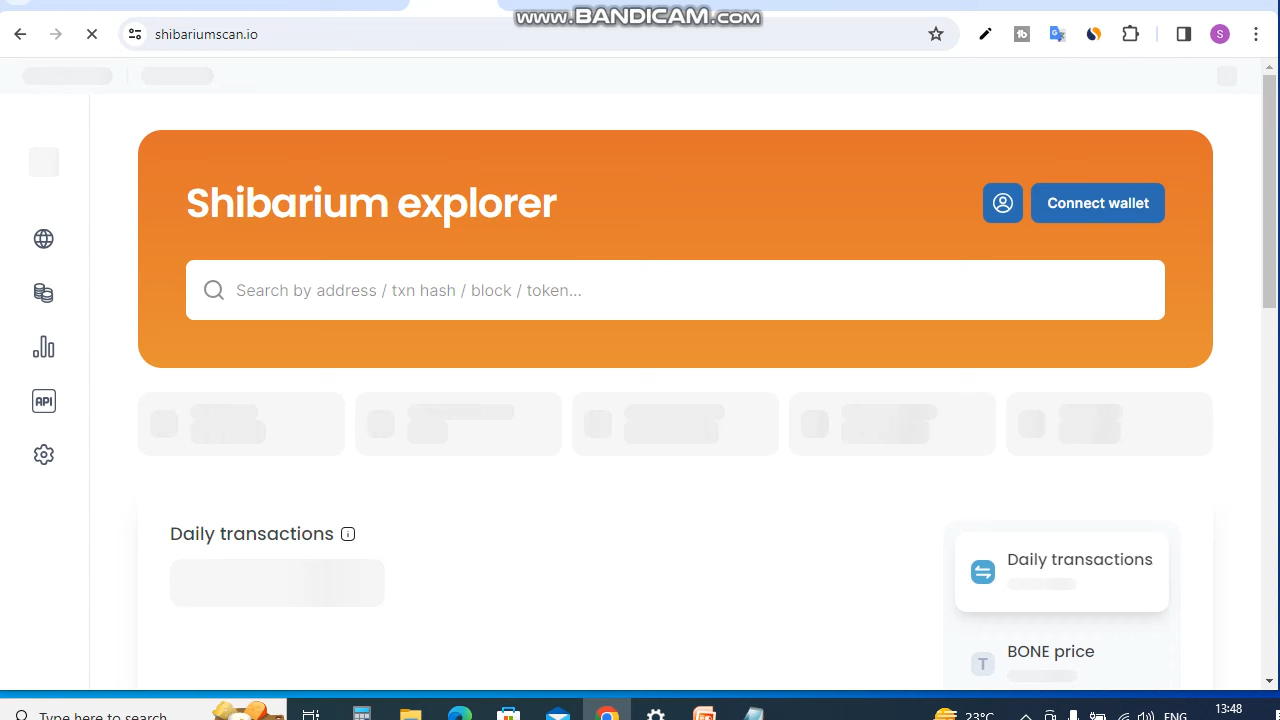 www.BANDICAM.com
shibariumscan.io
S
Shibarium explorer
Connect wallet
Search by address / txn hash / block / token...
API
Daily transactions
Daily transactions
T
BONE price
Type here to search
23°C
ENG
13:48